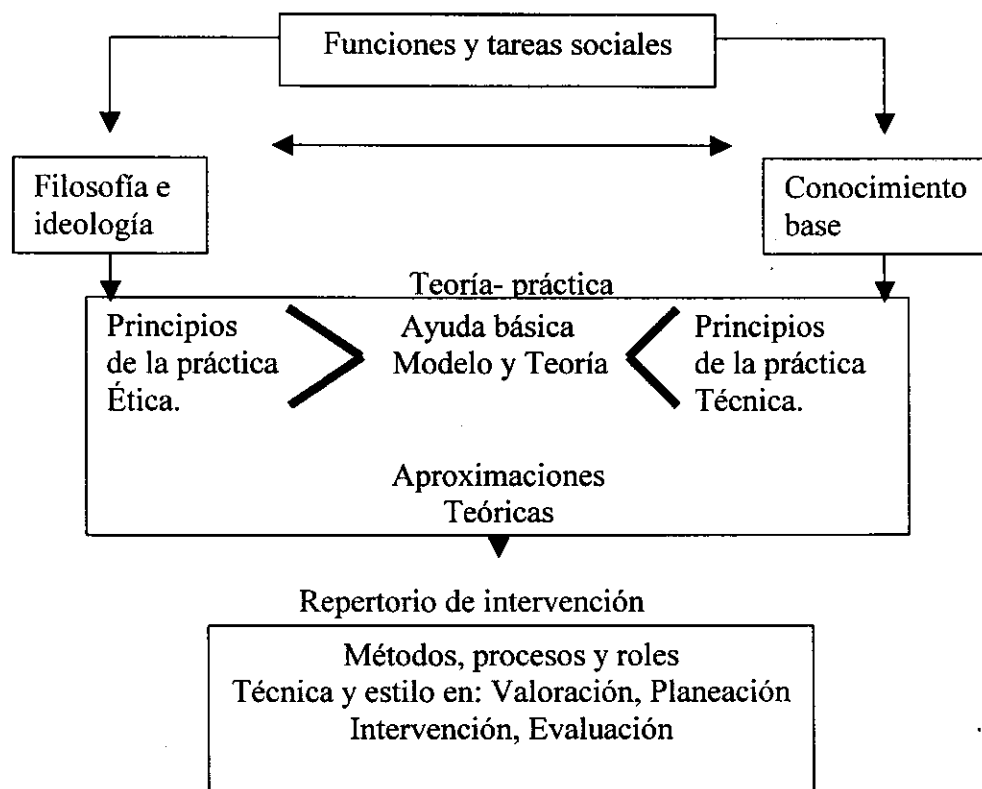 Funciones y tareas sociales
Filosofía e
ideología
Conocimiento
base
Teoría- práctica
Principios
de la práctica
Ética.
Ayuda básica
Modelo y Teoría
Principios
de la práctica
Técnica.
Aproximaciones
Teóricas
Repertorio de intervención
Métodos, procesos y roles
Técnica y estilo en: Valoración, Planeación
Intervención, Evaluación